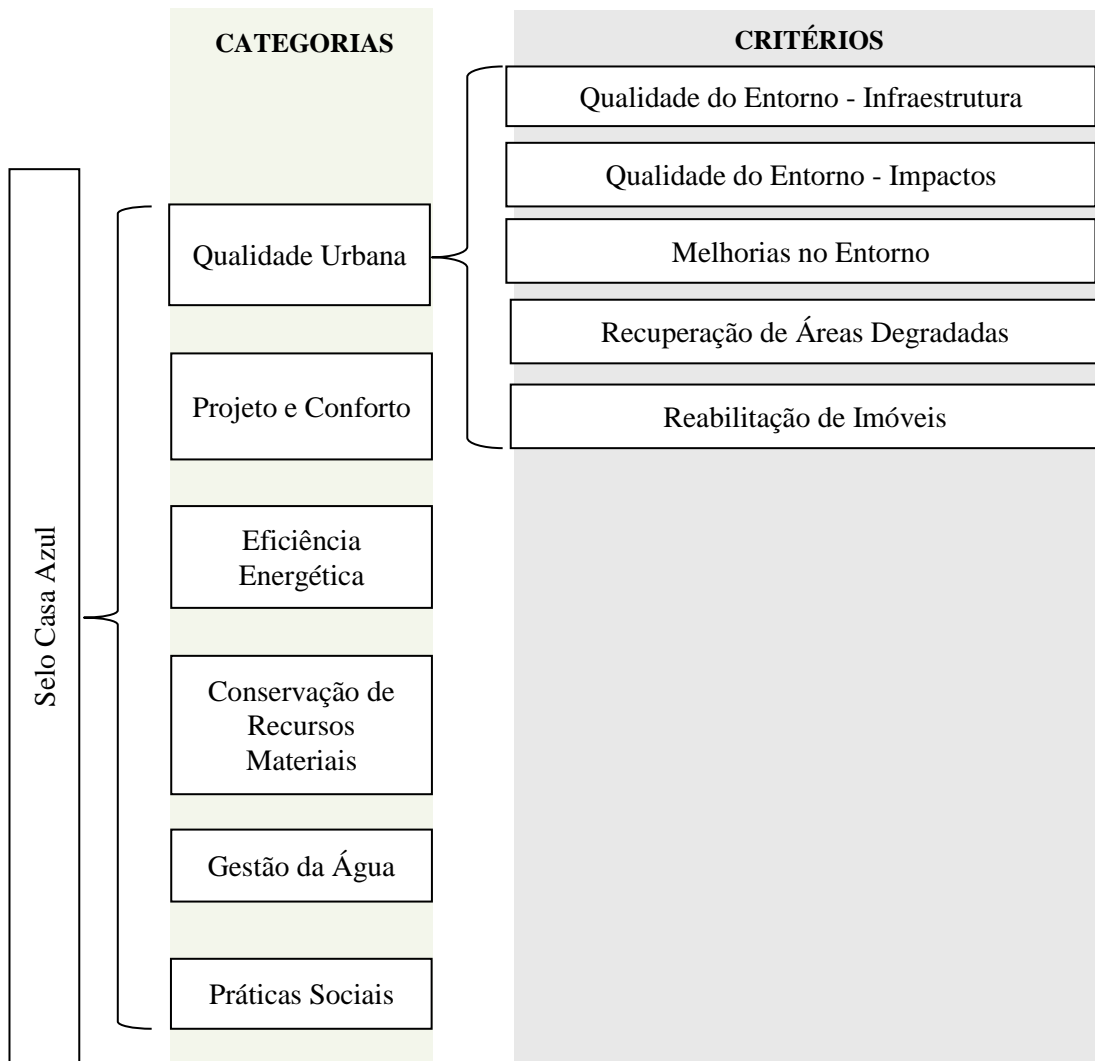 CATEGORIAS
CRITÉRIOS
Selo Casa Azul
Qualidade Urbana
Projeto e Conforto
Eficiência
Energética
Conservação de
Recursos
Materiais
Gestão da Água
Práticas Sociais
Qualidade do Entorno - Infraestrutura
Qualidade do Entorno - Impactos
Melhorias no Entorno
Recuperação de Áreas Degradadas
Reabilitação de Imóveis